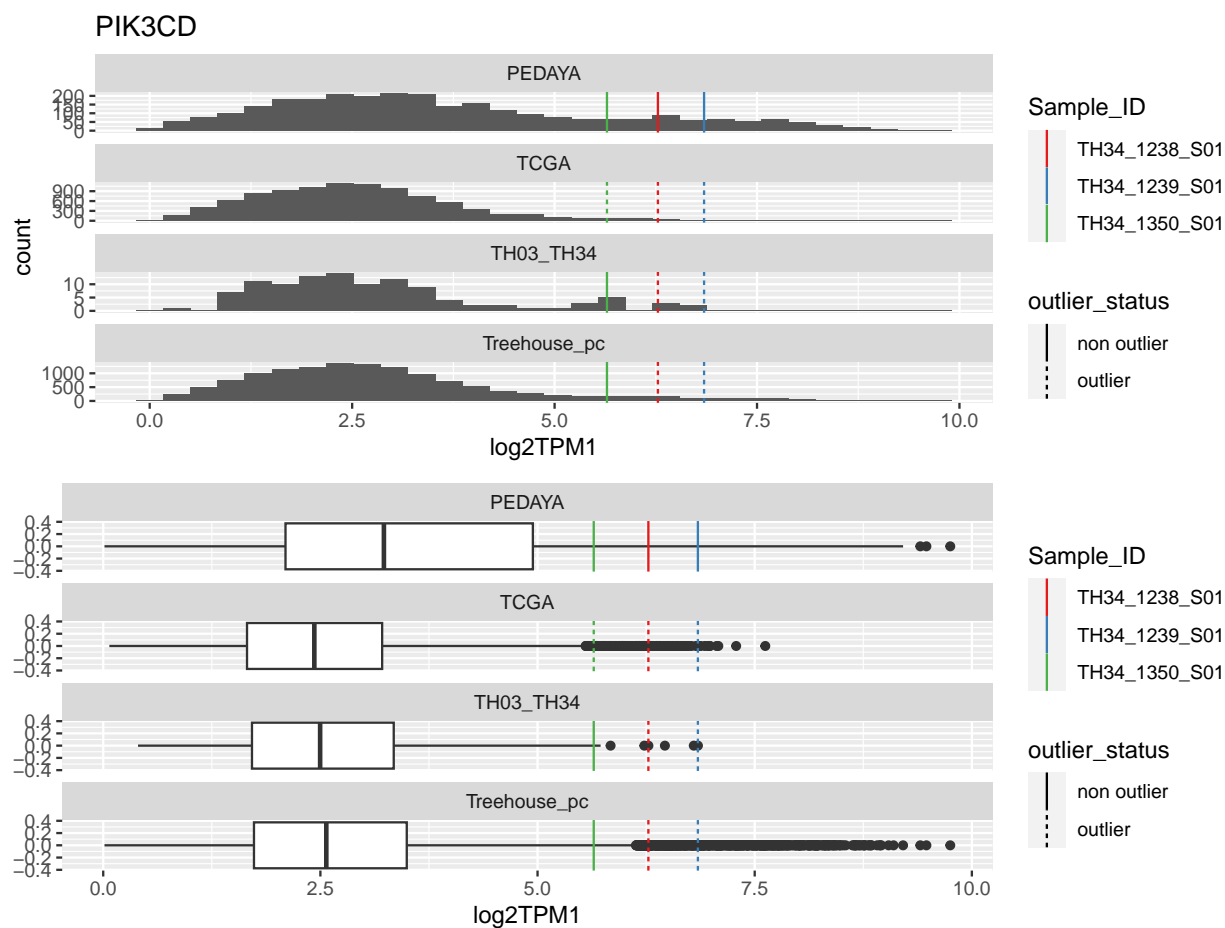 PIK3CD
PEDAYA
200
150
100
50
0
TCGA
900
600
300
0
TH03_TH34
10
5
0
Treehouse_pc
1000
500
0
0.0 2.5 5.0 7.5 10.0
log2TPM1
count
Sample_ID
TH34_1238_S01
TH34_1239_S01
TH34_1350_S01
outlier_status
non outlier
outlier
PEDAYA
0.4
0.2
0.0
−0.2
−0.4
TCGA
0.4
0.2
0.0
−0.2
−0.4
TH03_TH34
0.4
0.2
0.0
−0.2
−0.4
Treehouse_pc
0.4
0.2
0.0
−0.2
−0.4
0.0 2.5 5.0 7.5 10.0
log2TPM1
Sample_ID
TH34_1238_S01
TH34_1239_S01
TH34_1350_S01
outlier_status
non outlier
outlier